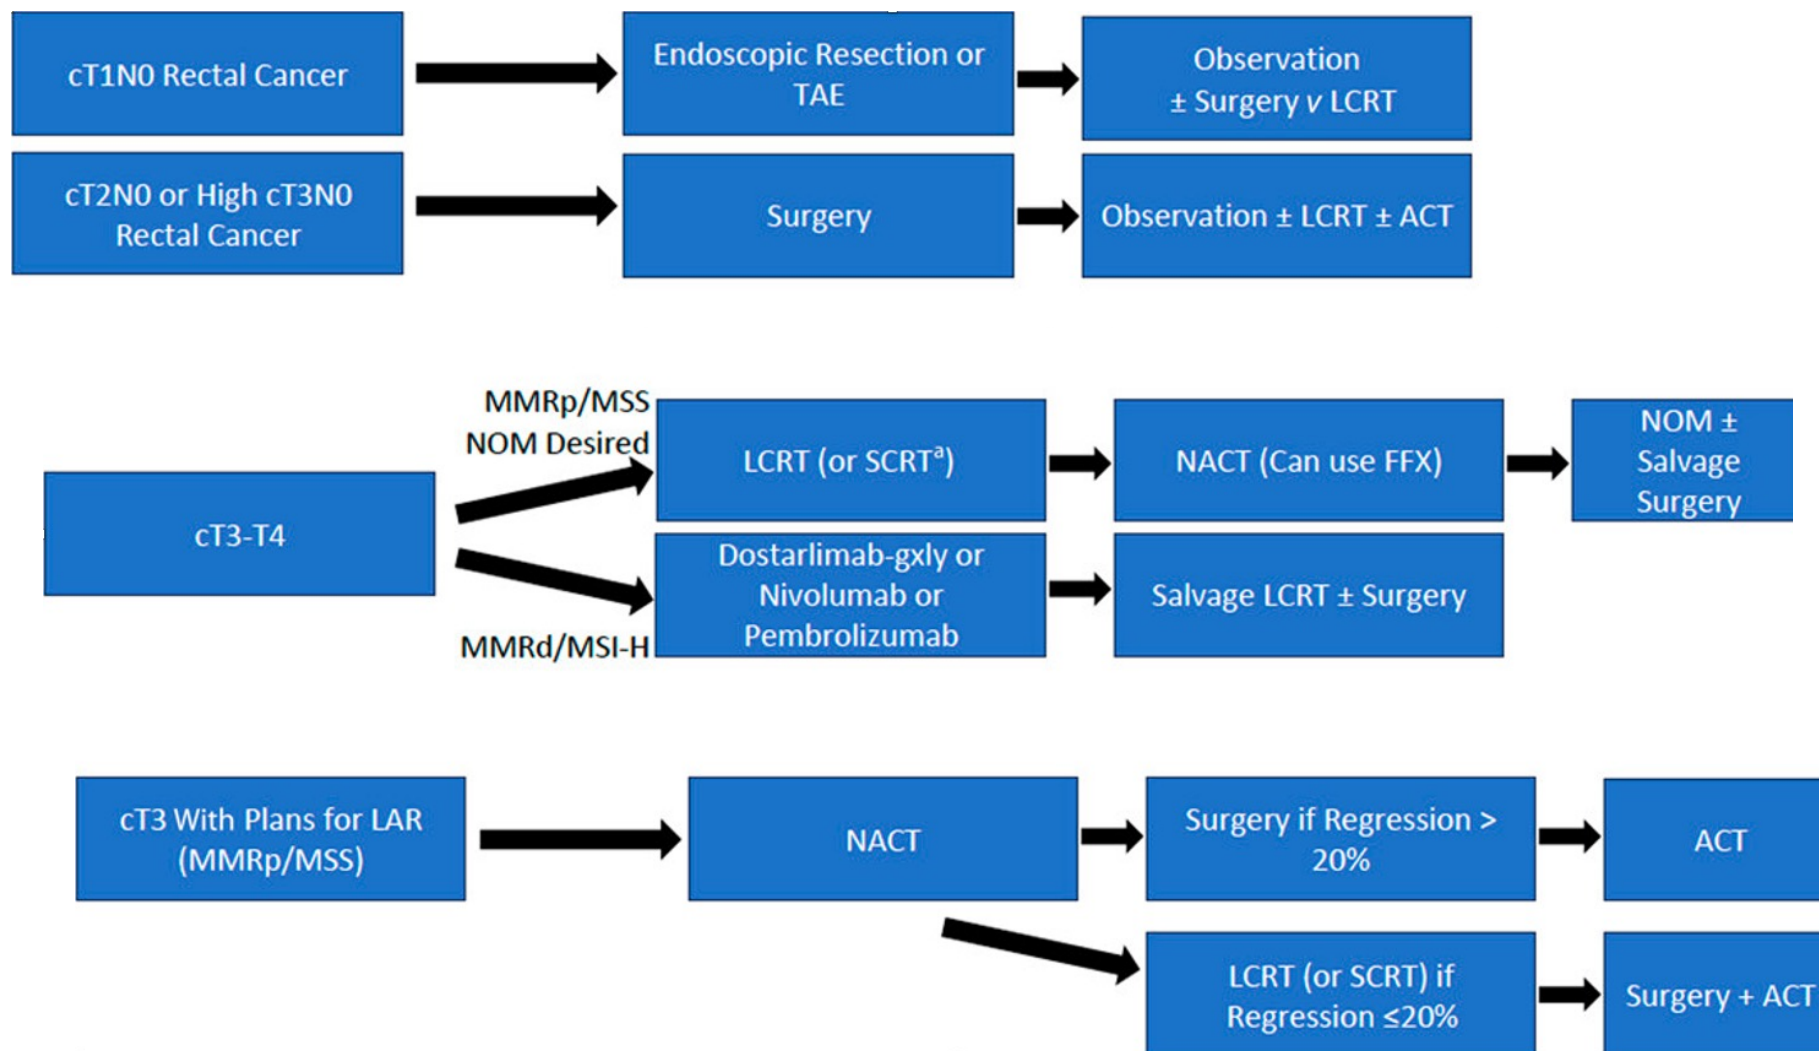 cT1N0 Rectal Cancer
Endoscopic Resection or
TAE
Observation
± Surgery v LCRT
cT2N0 or High cT3N0
Rectal Cancer
Surgery
Observation ± LCRT ± ACT
MMRp/MSS
NOM Desired
cT3-T4
LCRT (or SCRTᵃ)
NACT (Can use FFX)
NOM ±
Salvage
Surgery
MMRd/MSI-H
Dostarlimab-gxly or
Nivolumab or
Pembrolizumab
Salvage LCRT ± Surgery
cT3 With Plans for LAR
(MMRp/MSS)
NACT
Surgery if Regression >
20%
ACT
LCRT (or SCRT) if
Regression ≤20%
Surgery + ACT